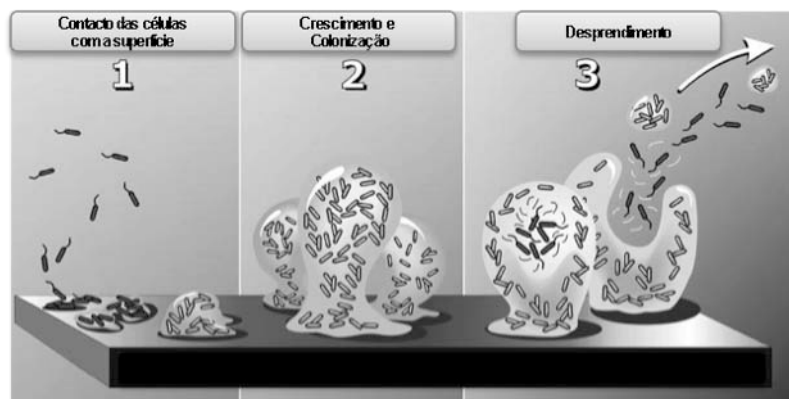 Contacto das células
com a superfície
1
Crescimento e
Colonização
2
Desprendimento
3